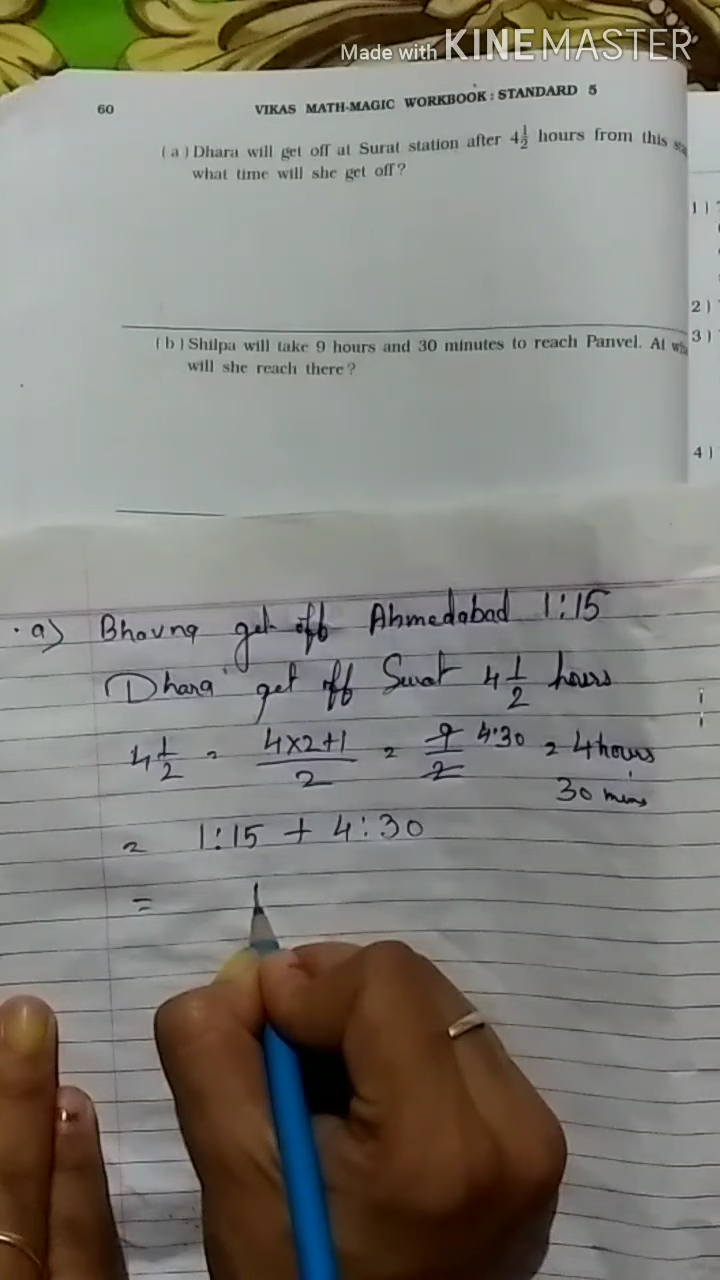 Made with KINEMASTER
60 VIKAS MATH-MAGIC WORKBOOK : STANDARD 5
( a ) Dhara will get off at Surat station after 4½ hours from this
what time will she get off ?
1 )
2 )
( b ) Shilpa will take 9 hours and 30 minutes to reach Panvel. At
3 )
will she reach there ?
4 )
a) Bhavna get off Ahmedabad 1:15
Dhara get off Surat 4 1/2 hours
4 1/2 = 4×2+1/2 = 9/2 4.30 = 4 hours
30 mins
= 1:15 + 4:30
=